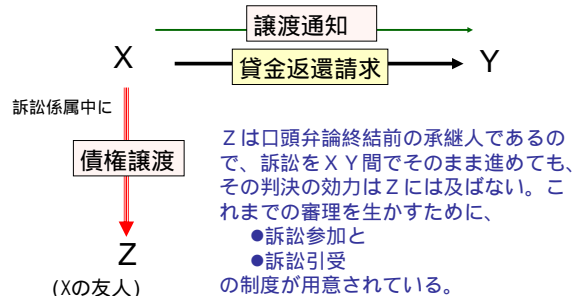 譲渡通知
X
貸金返還請求
Y
訴訟係属中に
債権譲渡
Zは口頭弁論終結前の承継人であるの
で、訴訟をＸＹ間でそのまま進めても、
その判決の効力はＺには及ばない。こ
れまでの審理を生かすために、
●訴訟参加と
●訴訟引受
の制度が用意されている。
Z
(Xの友人)